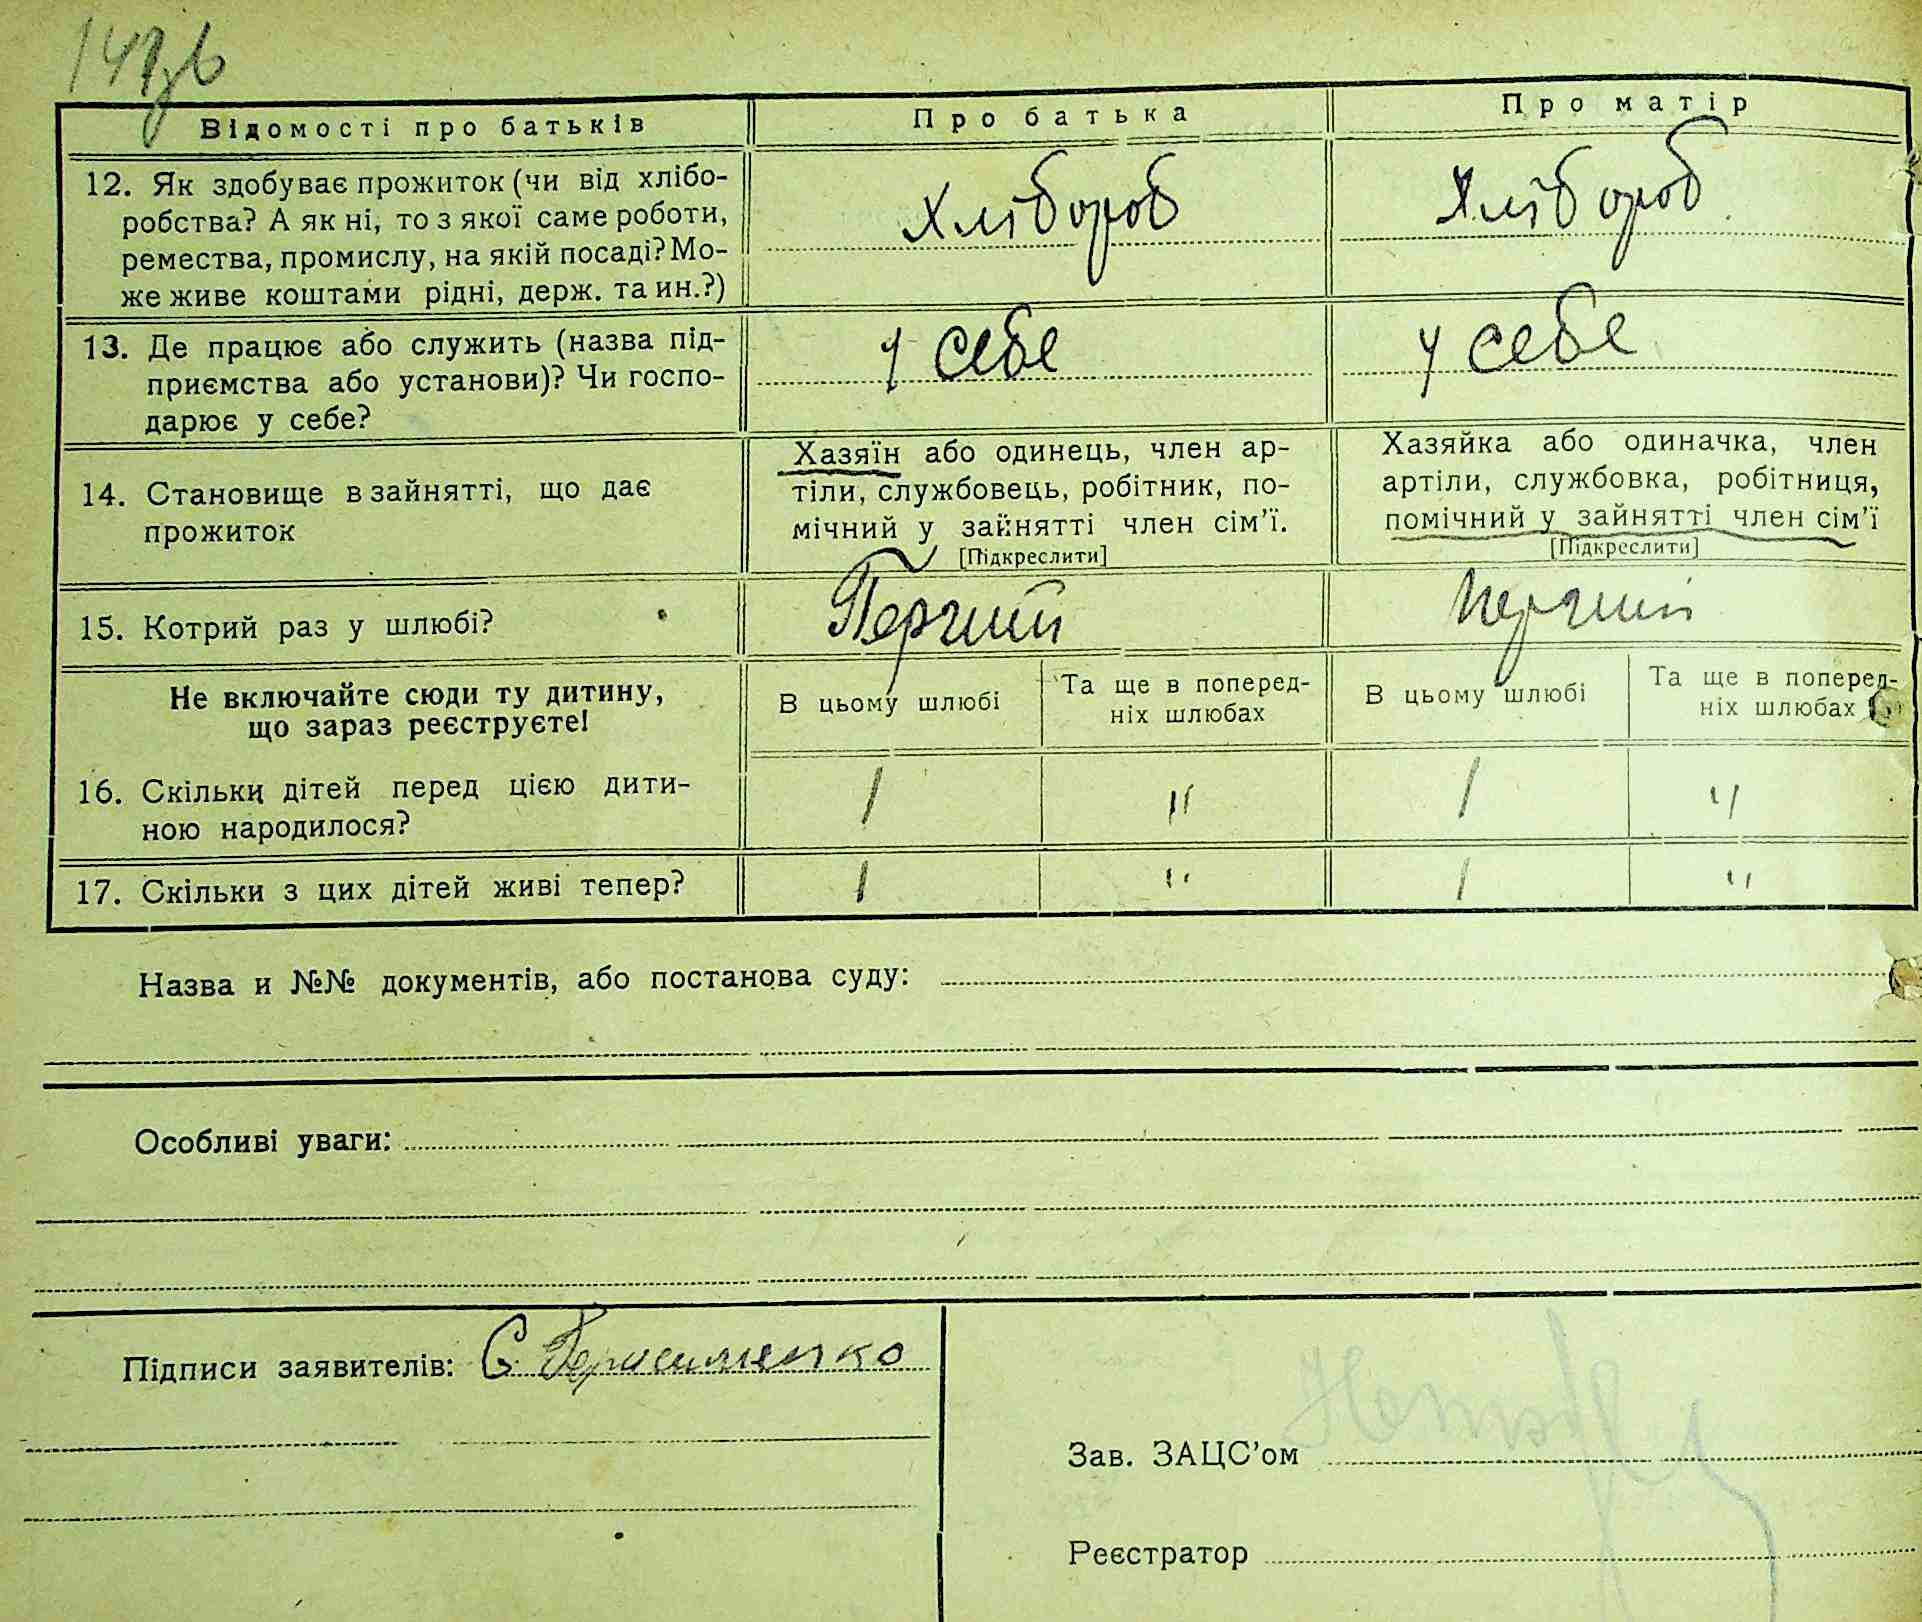 147зв
Відомості про батьків
Про батька
Про матір
12. Як здобуває прожиток (чи від хлібо-
робства? А як ні, то з якої саме роботи,
ремества, промислу, на якій посаді? Мо-
же живе коштами рідні, держ. та ин.?)
Хлібороб
Хлібороб
13. Де працює або служить (назва під-
приємства або установи)? Чи госпо-
дарює у себе?
у себе
у себе
14. Становище в зайнятті, що дає
прожиток
Хазяїн або одинець, член ар-
тіли, службовець, робітник, по-
мічний у зайнятті член сім'ї.
[Підкреслити]
Хазяйка або одиначка, член
артіли, службовка, робітниця,
помічний у зайнятті член сім'ї
[Підкреслити]
15. Котрий раз у шлюбі?
Перший
Перший
Не включайте сюди ту дитину,
що зараз реєструєте!
В цьому шлюбі
Та ще в поперед-
ніх шлюбах
В цьому шлюбі
Та ще в поперед-
ніх шлюбах
16. Скільки дітей перед цією дити-
ною народилося?
1
"
1
"
17. Скільки з цих дітей живі тепер?
1
"
1
"
Назва и №№ документів, або постанова суду:
Особливі уваги:
Підписи заявителів: Є Герасименко
Зав. ЗАЦС'ом
Реєстратор